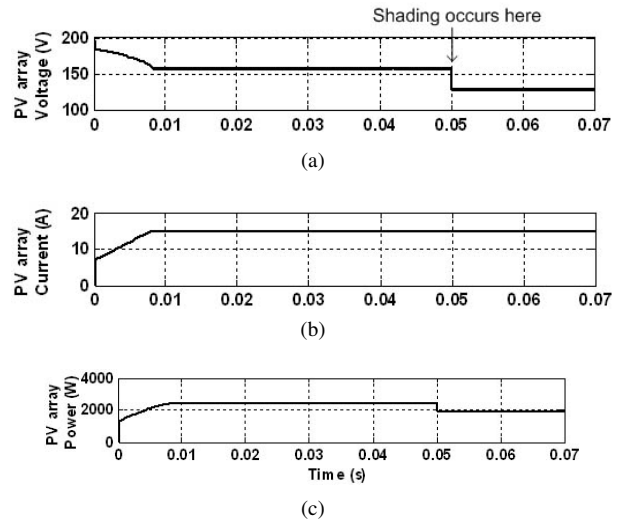 Shading occurs here
PV array
Voltage (V)
200
150
100
0 0.01 0.02 0.03 0.04 0.05 0.06 0.07
(a)
PV array
Current (A)
20
10
0
0 0.01 0.02 0.03 0.04 0.05 0.06 0.07
(b)
PV array
Power (W)
4000
2000
0
0 0.01 0.02 0.03 0.04 0.05 0.06 0.07
Time (s)
(c)